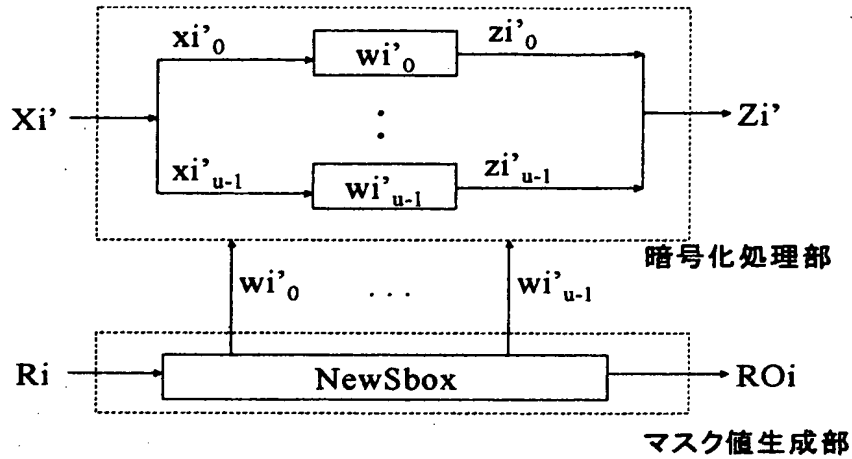 xi'₀ wi'₀ zi'₀
Xi' : Zi'
xi'ᵤ₋₁ wi'ᵤ₋₁ zi'ᵤ₋₁
暗号化処理部
wi'₀ ... wi'ᵤ₋₁
Ri NewSbox ROi
マスク値生成部